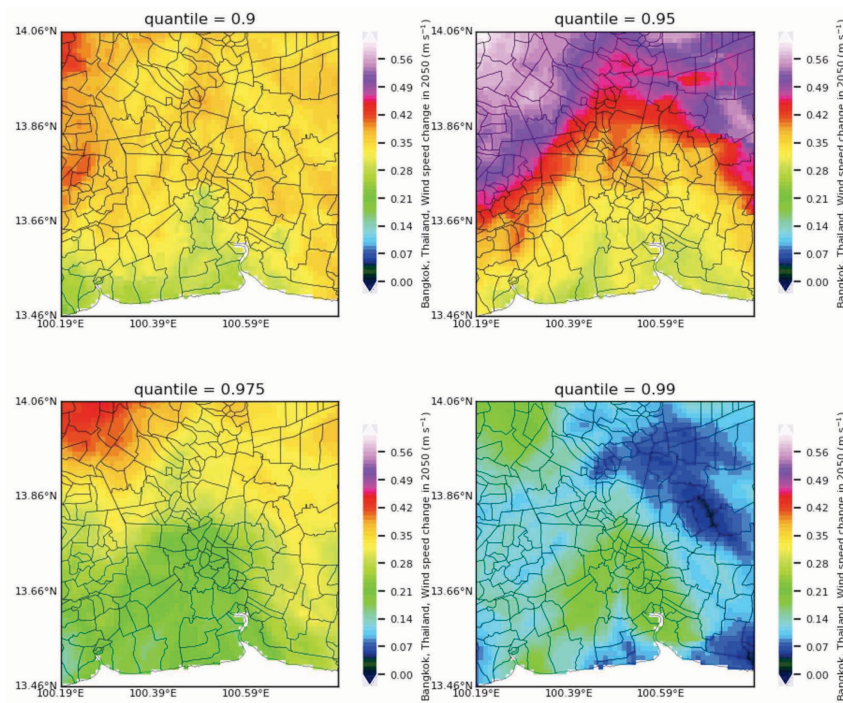 quantile = 0.9
14.06°N
13.86°N
13.66°N
13.46°N
100.19°E 100.39°E 100.59°E
0.56
0.49
0.42
0.35
0.28
0.21
0.14
0.07
0.00
Bangkok, Thailand, Wind speed change in 2050 (m s⁻¹)
quantile = 0.95
14.06°N
13.86°N
13.66°N
13.46°N
100.19°E 100.39°E 100.59°E
0.56
0.49
0.42
0.35
0.28
0.21
0.14
0.07
0.00
Bangkok, Thailand, Wind speed change in 2050 (m s⁻¹)
quantile = 0.975
14.06°N
13.86°N
13.66°N
13.46°N
100.19°E 100.39°E 100.59°E
0.56
0.49
0.42
0.35
0.28
0.21
0.14
0.07
0.00
Bangkok, Thailand, Wind speed change in 2050 (m s⁻¹)
quantile = 0.99
14.06°N
13.86°N
13.66°N
13.46°N
100.19°E 100.39°E 100.59°E
0.56
0.49
0.42
0.35
0.28
0.21
0.14
0.07
0.00
Bangkok, Thailand, Wind speed change in 2050 (m s⁻¹)